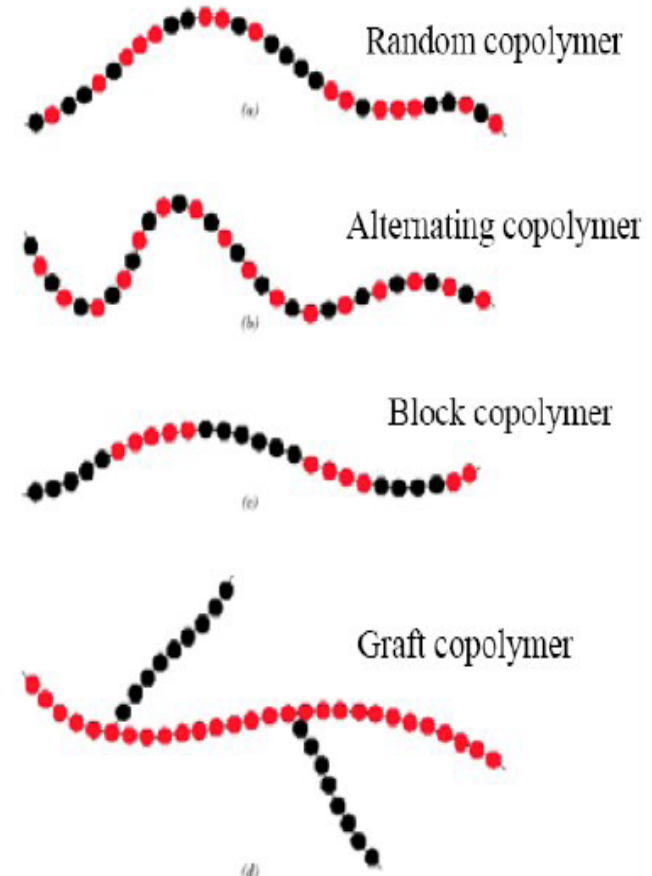 Random copolymer
(a)
Alternating copolymer
(b)
Block copolymer
(c)
Graft copolymer
(d)